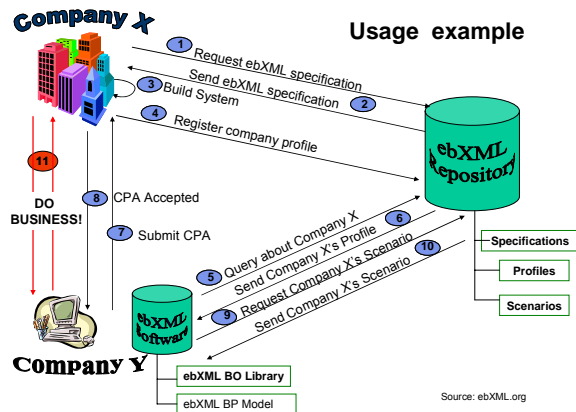 Company X
Usage example
1
Request ebXML specification
Send ebXML specification
2
3
Build System
4
Register company profile
ebXML
Repository
11
DO
BUSINESS!
8
CPA Accepted
7
Submit CPA
5
Query about Company X
6
Send Company X's Profile
9
Request Company X's Scenario
10
Send Company X's Scenario
Specifications
Profiles
Scenarios
ebXML
Software
Company Y
ebXML BO Library
ebXML BP Model
Source: ebXML.org